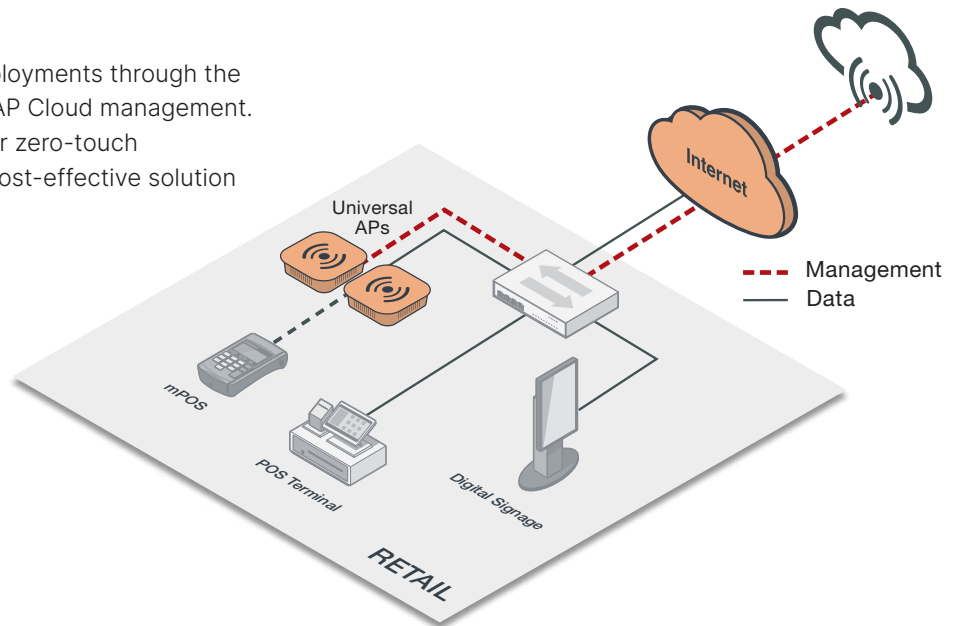 ployments through the
AP Cloud management.
r zero-touch
ost-effective solution
Internet
Universal
APs
Management
Data
mPOS
POS Terminal
Digital Signage
RETAIL